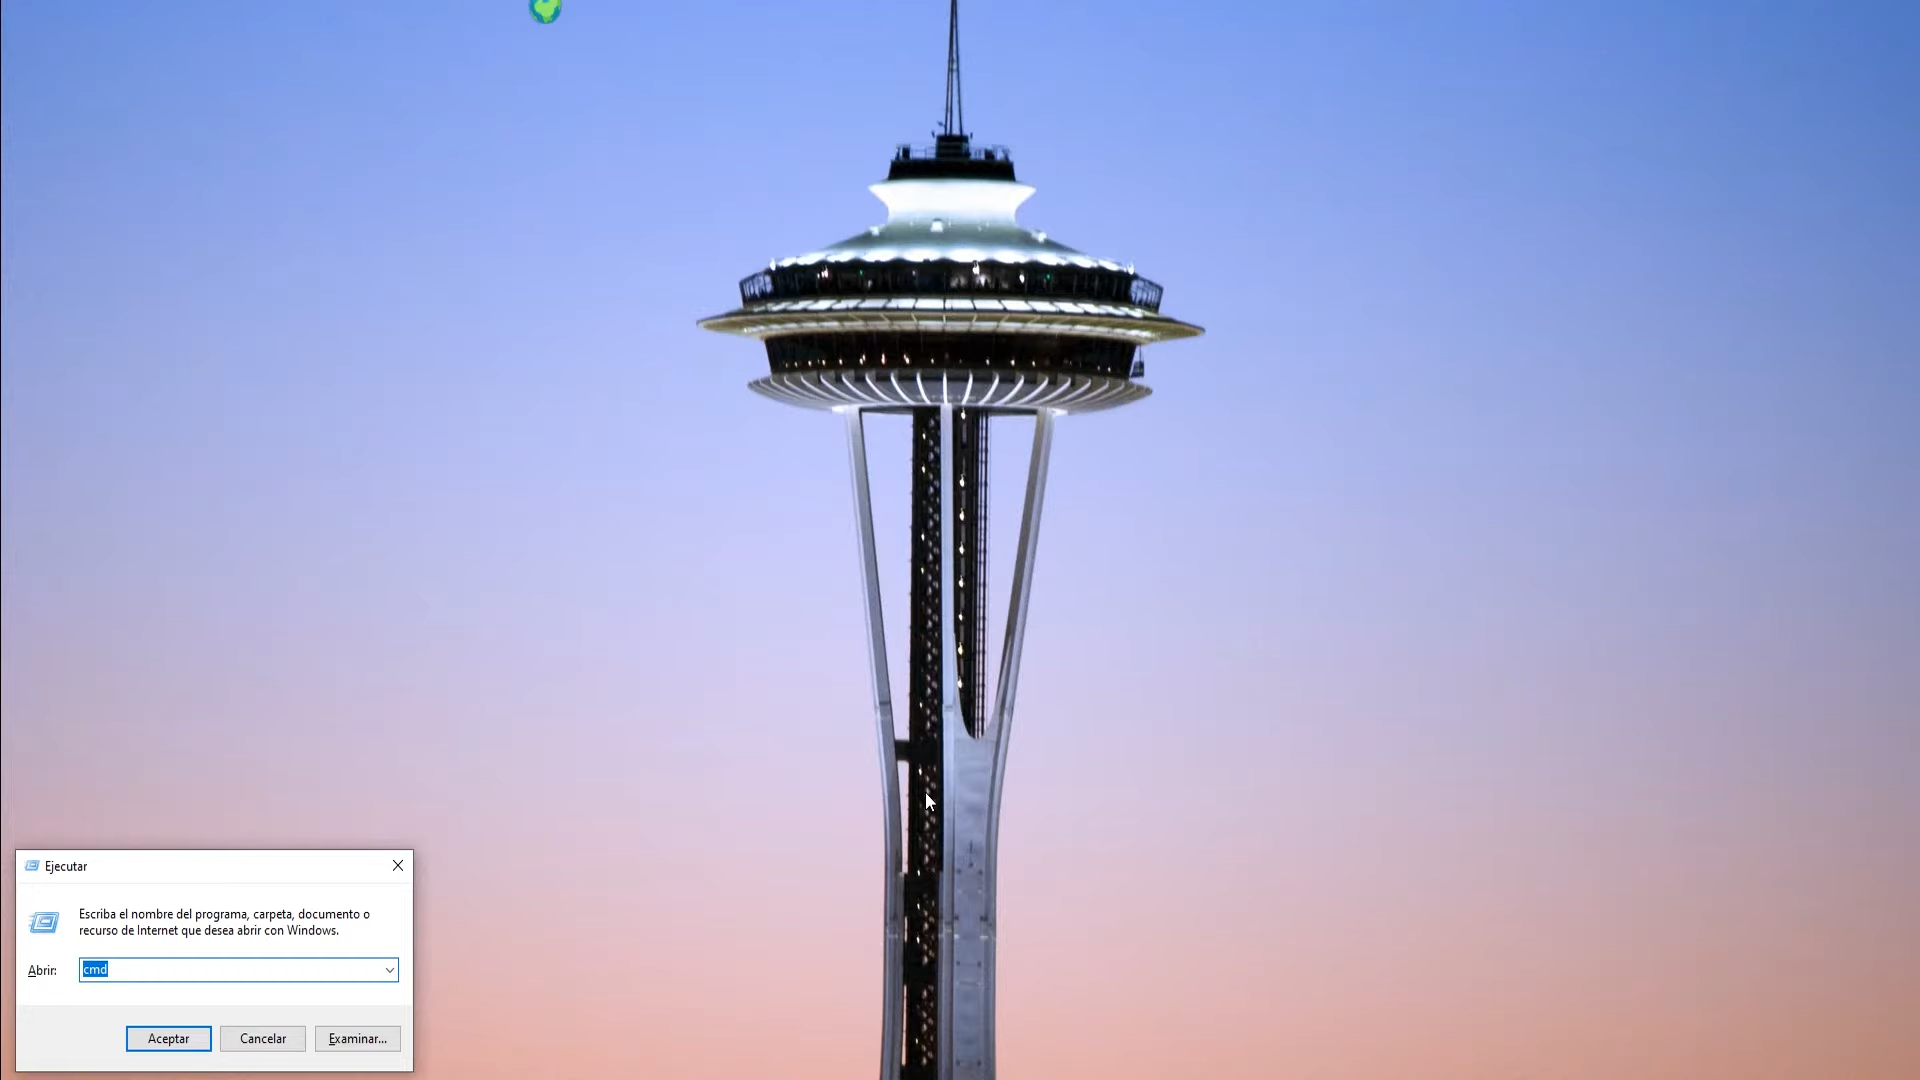 Ejecutar
Escriba el nombre del programa, carpeta, documento o
recurso de Internet que desea abrir con Windows.
Abrir:
cmd
Aceptar
Cancelar
Examinar...